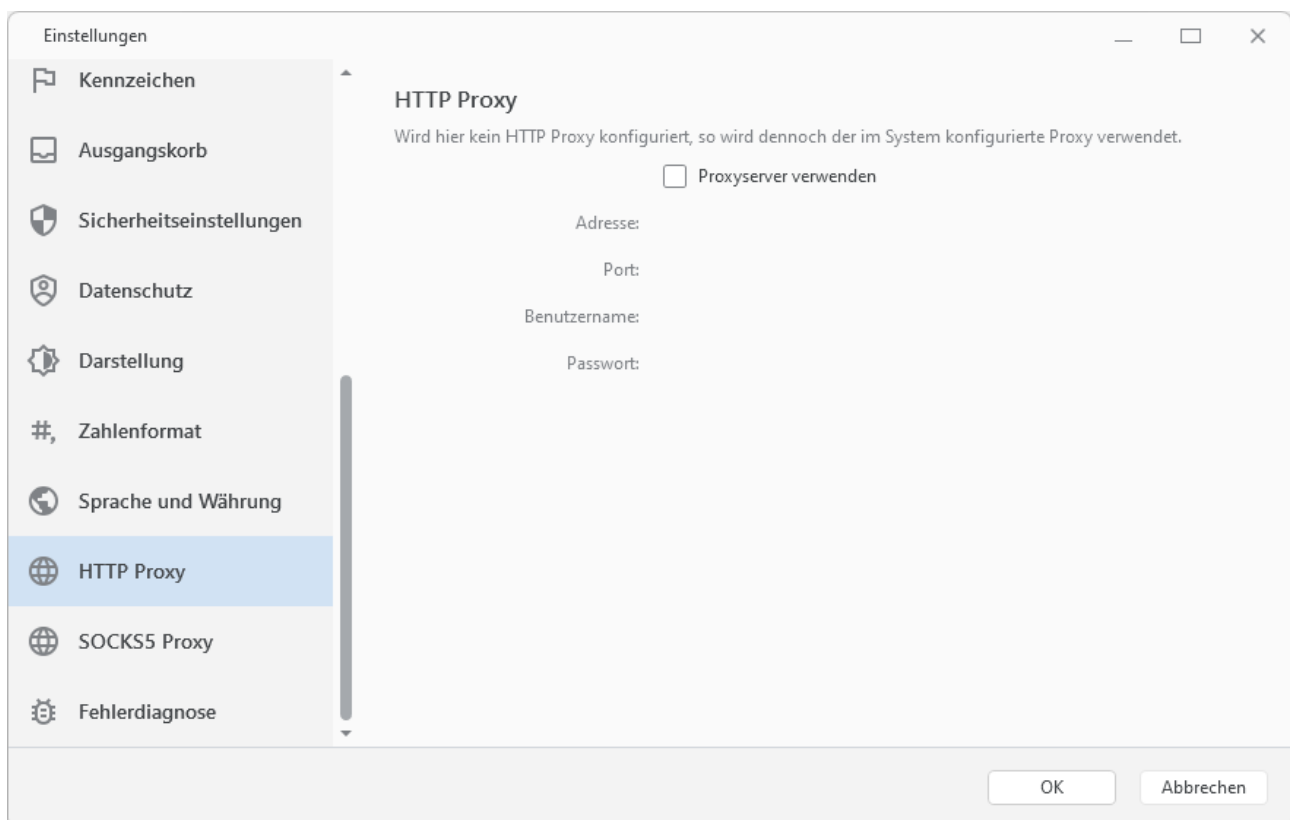 Einstellungen
Kennzeichen
Ausgangskorb
Sicherheitseinstellungen
Datenschutz
Darstellung
#, Zahlenformat
Sprache und Währung
HTTP Proxy
SOCKS5 Proxy
Fehlerdiagnose
HTTP Proxy
Wird hier kein HTTP Proxy konfiguriert, so wird dennoch der im System konfigurierte Proxy verwendet.
Proxyserver verwenden
Adresse:
Port:
Benutzername:
Passwort:
OK
Abbrechen